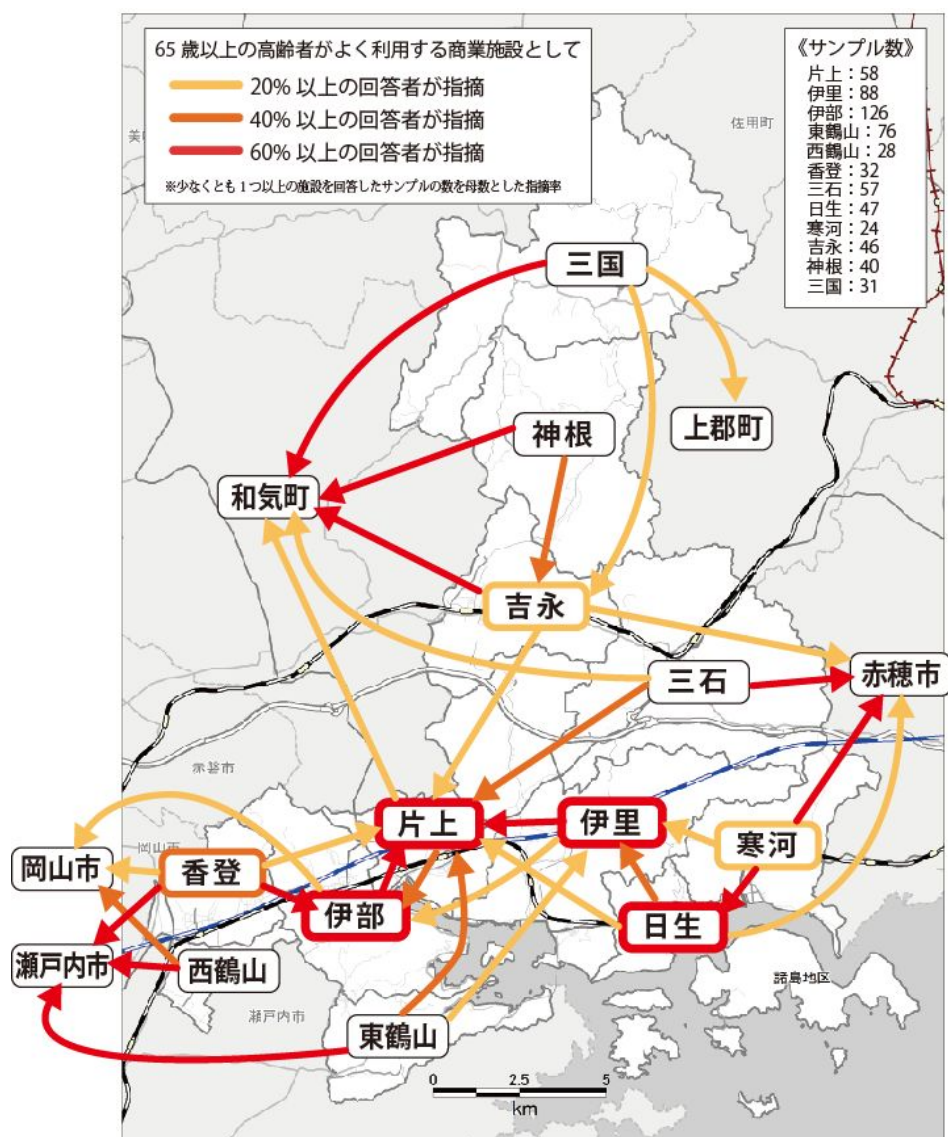 65 歳以上の高齢者がよく利用する商業施設として
20% 以上の回答者が指摘
40% 以上の回答者が指摘
60% 以上の回答者が指摘
※少なくとも 1 つ以上の施設を回答したサンプルの数を母数とした指摘率
《サンプル数》
片上：58
伊里：88
伊部：126
東鶴山：76
西鶴山：28
香登：32
三石：57
日生：47
寒河：24
吉永：46
神根：40
三国：31
佐用町
三国
神根
上郡町
和気町
吉永
三石
赤穂市
赤磐市
片上
伊里
寒河
岡山市
岡山市
香登
伊部
日生
瀬戸内市
西鶴山
諸島地区
瀬戸内市
東鶴山
0 2.5 5
km